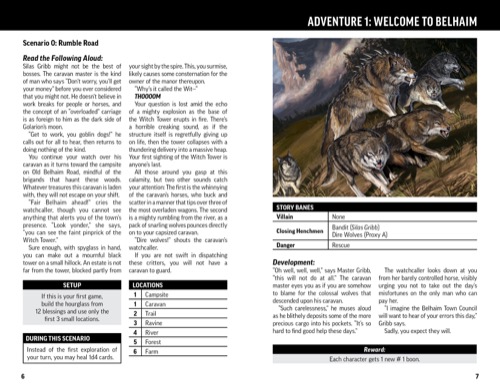 ADVENTURE 1: WELCOME TO BELHAIM
Scenario 0: Rumble Road
Read the Following Aloud:
Silas Gribb might not be the best of
bosses. The caravan master is the kind
of man who says "Don't worry, you'll get
your money" before you ever considered
that you might not. He doesn't believe in
work breaks for people or horses, and
the concept of an "overloaded" carriage
is as foreign to him as the dark side of
Golarion's moon.
"Get to work, you goblin dogs!" he
calls out for all to hear, then returns to
doing nothing of the kind.
You continue your watch over his
caravan as it turns toward the campsite
on Old Belhaim Road, mindful of the
brigands that haunt these woods.
Whatever treasures this caravan is laden
with, they will not escape on your shift.
"Fair Belhaim ahead!" cries the
watchcaller, though you cannot see
anything that alerts you of the town's
presence. "Look yonder," she says,
"you can see the faint pinprick of the
Witch Tower."
Sure enough, with spyglass in hand,
you can make out a mournful black
tower on a small hillock. An estate is not
far from the tower, blocked partly from
your sight by the spire. This, you surmise,
likely causes some consternation for the
owner of the manor thereupon.
"Why's it called the Wit–"
THOOOOM
Your question is lost amid the echo
of a mighty explosion as the base of
the Witch Tower erupts in fire. There's
a horrible creaking sound, as if the
structure itself is regretfully giving up
on life, then the tower collapses with a
thundering delivery into a massive heap.
Your first sighting of the Witch Tower is
anyone's last.
All those around you gasp at this
calamity, but two other sounds catch
your attention: The first is the whinnying
of the caravan's horses, who buck and
scatter in a manner that tips over three of
the most overladen wagons. The second
is a mighty rumbling from the river, as a
pack of snarling wolves pounces directly
on to your capsized caravan.
"Dire wolves!" shouts the caravan's
watchcaller.
If you are not swift in dispatching
these critters, you will not have a
caravan to guard.
SETUP
If this is your first game,
build the hourglass from
12 blessings and use only the
first 3 small locations.
DURING THIS SCENARIO
Instead of the first exploration of
your turn, you may heal 1d4 cards.
LOCATIONS
1 Campsite
1 Caravan
2 Trail
3 Ravine
4 River
5 Forest
6 Farm
6
STORY BANES
Villain None
Closing Henchmen Bandit (Silas Gribb)
Dire Wolves (Proxy A)
Danger Rescue
Development:
"Oh well, well, well," says Master Gribb,
"this will not do at all." The caravan
master eyes you as if you are somehow
to blame for the colossal wolves that
descended upon his caravan.
"Such carelessness," he muses aloud
as he blithely deposits some of the more
precious cargo into his pockets. "It's so
hard to find good help these days."
The watchcaller looks down at you
from her barely controlled horse, visibly
urging you not to take out the day's
misfortunes on the only man who can
pay her.
"I imagine the Belhaim Town Council
will want to hear of your errors this day,"
Gribb says.
Sadly, you expect they will.
Reward:
Each character gets 1 new # 1 boon.
7